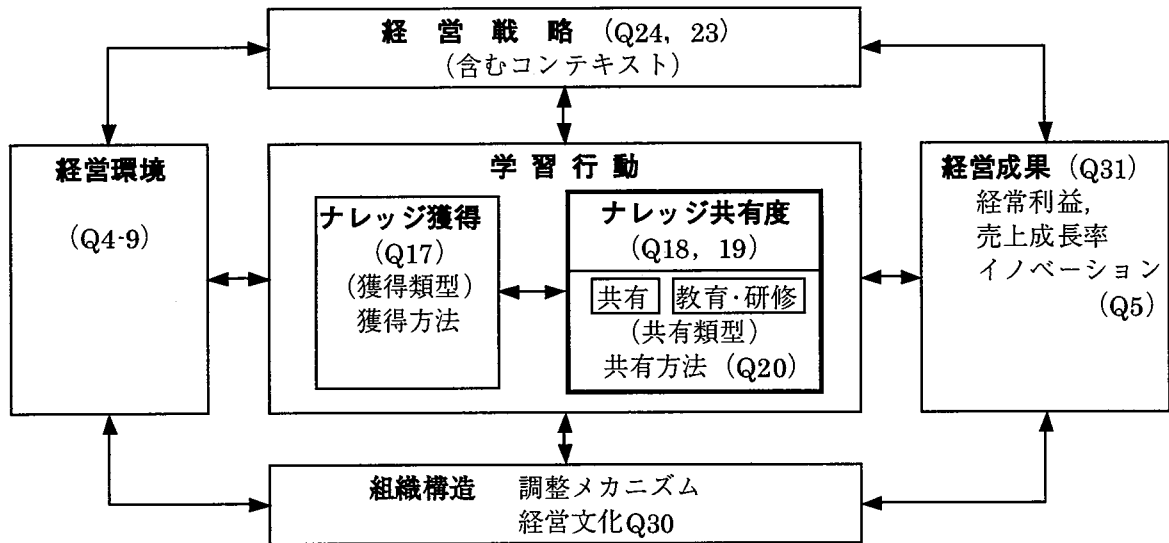 経営戦略 (Q24, 23)
(含むコンテキスト)
経営環境
(Q4-9)
学習行動
ナレッジ獲得
(Q17)
(獲得類型)
獲得方法
ナレッジ共有度
(Q18, 19)
共有 教育・研修
(共有類型)
共有方法 (Q20)
経営成果 (Q31)
経常利益,
売上成長率
イノベーション
(Q5)
組織構造 調整メカニズム
経営文化Q30